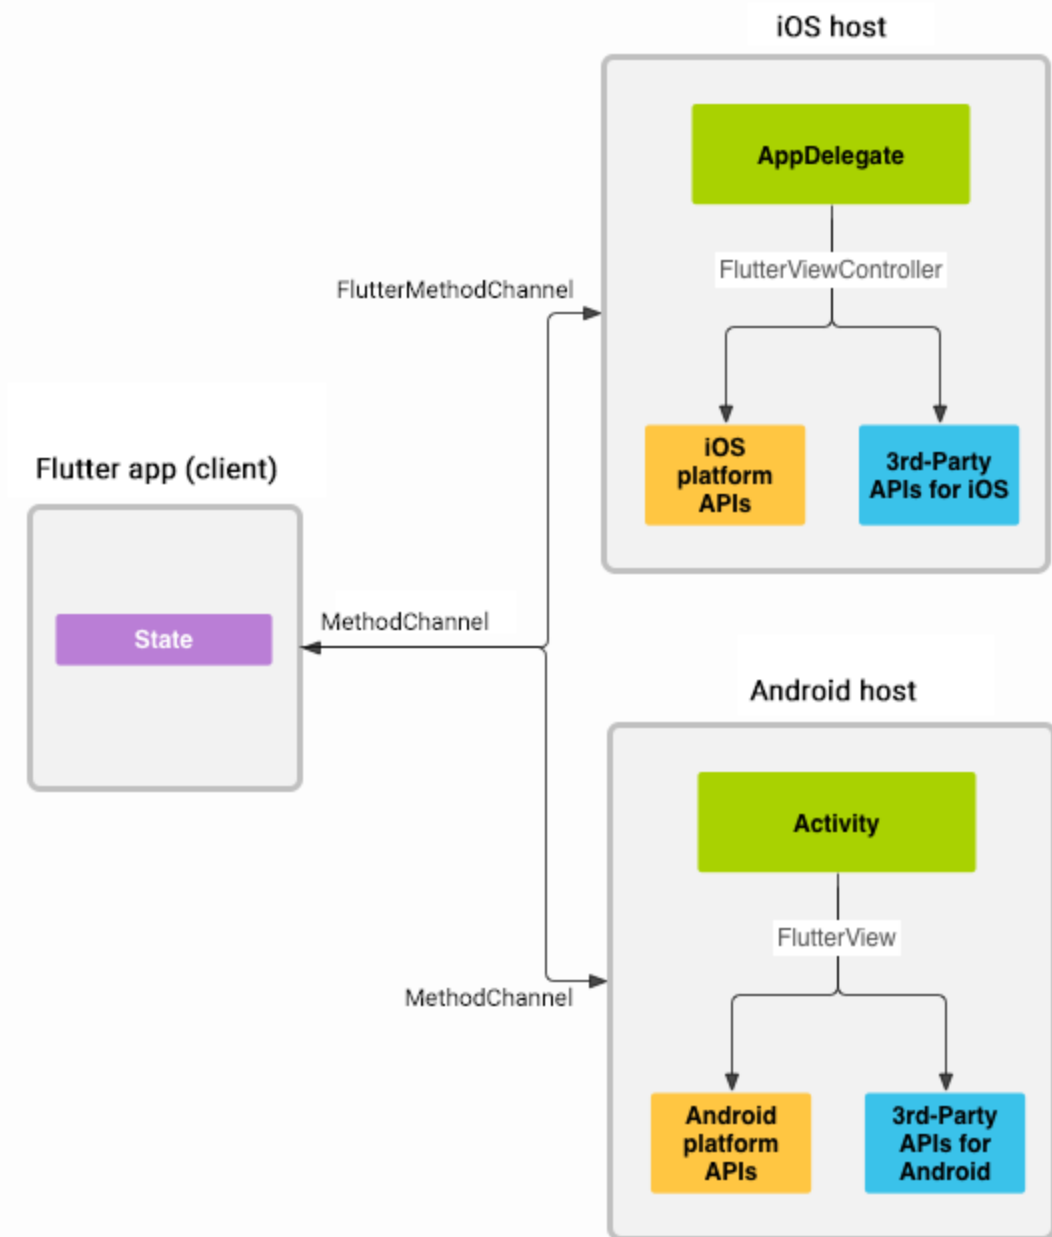 iOS host
AppDelegate
FlutterViewController
FlutterMethodChannel
iOS
platform
APIs
3rd-Party
APIs for iOS
Flutter app (client)
State
MethodChannel
Android host
Activity
FlutterView
MethodChannel
Android
platform
APIs
3rd-Party
APIs for
Android